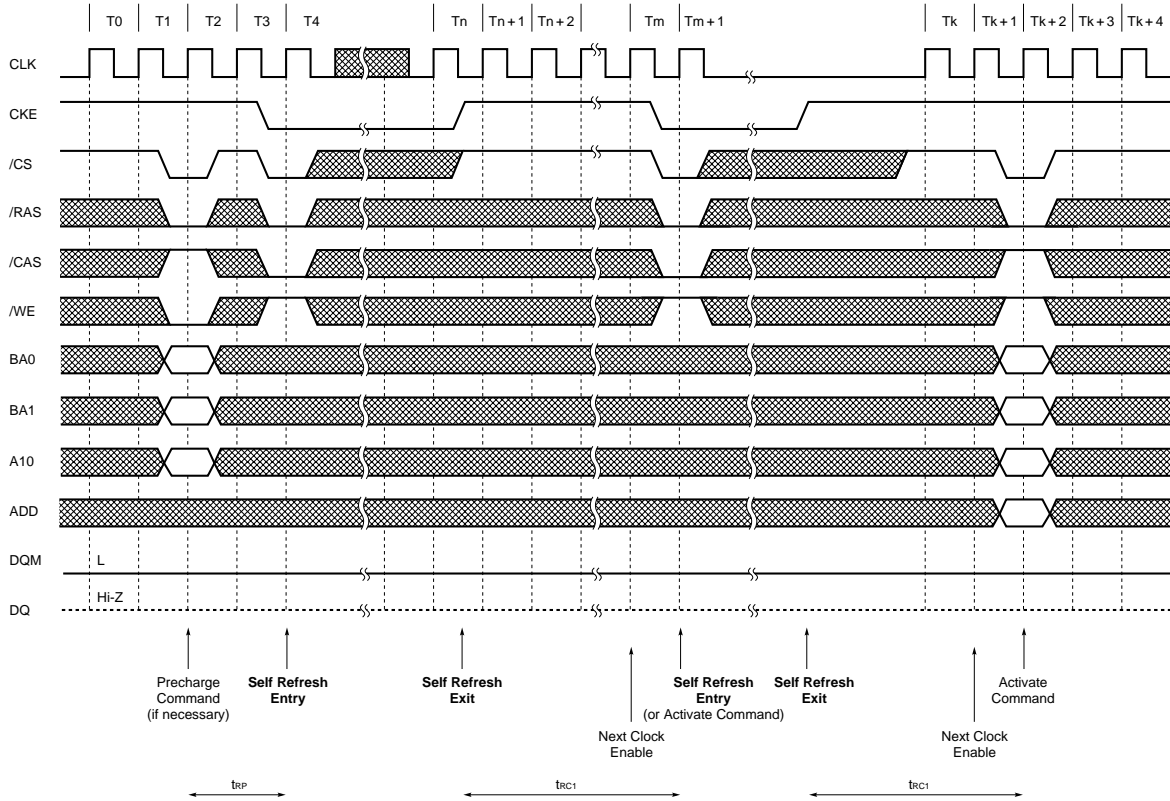 T0 T1 T2 T3 T4 Tn Tn + 1 Tn + 2 Tm Tm + 1 Tk Tk + 1 Tk + 2 Tk + 3 Tk + 4
CLK
CKE
/CS
/RAS
/CAS
/WE
BA0
BA1
A10
ADD
DQM
L
Hi-Z
DQ
Precharge
Command
(if necessary)
Self Refresh
Entry
Self Refresh
Exit
Next Clock
Enable
Self Refresh
Entry
(or Activate Command)
Self Refresh
Exit
Next Clock
Enable
Activate
Command
tRP
tRC1
tRC1